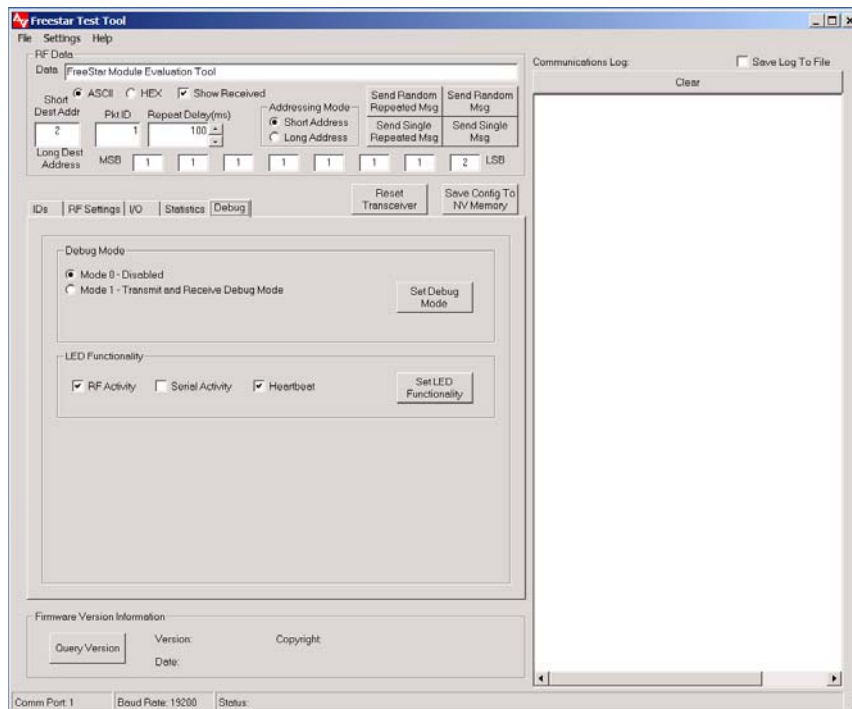 Freestar Test Tool
File Settings Help
RF Data
Data FreeStar Module Evaluation Tool
ASCII HEX Show Received
Short Dest Addr
2
Pkt ID
1
Repeat Delay(ms)
100
Addressing Mode
Short Address
Long Address
Send Random Repeated Msg
Send Random Msg
Send Single Repeated Msg
Send Single Msg
Long Dest Address MSB 1 1 1 1 1 1 1 2 LSB
Reset Transceiver
Save Config To NV Memory
IDs RF Settings I/O Statistics Debug
Debug Mode
Mode 0 - Disabled
Mode 1 - Transmit and Receive Debug Mode
Set Debug Mode
LED Functionality
RF Activity Serial Activity Heartbeat
Set LED Functionality
Firmware Version Information
Query Version
Version:
Copyright:
Date:
Communications Log:
Save Log To File
Clear
Comm Port: 1 Baud Rate: 19200 Status: